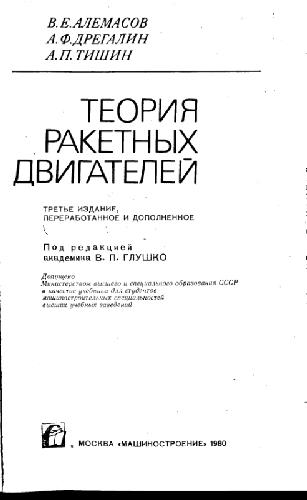 В.Е.АЛЕМАСОВ
А.Ф.ДРЕГАЛИН
А.П.ТИШИН
ТЕОРИЯ
РАКЕТНЫХ
ДВИГАТЕЛЕЙ
ТРЕТЬЕ ИЗДАНИЕ,
ПЕРЕРАБОТАННОЕ И ДОПОЛНЕННОЕ
Под редакцией
академика В. П. ГЛУШКО
Допущено
Министерством высшего и специального образования СССР
в качестве учебника для студентов
машиностроительных специальностей
высших учебных заведений
МОСКВА «МАШИНОСТРОЕНИЕ» 1980